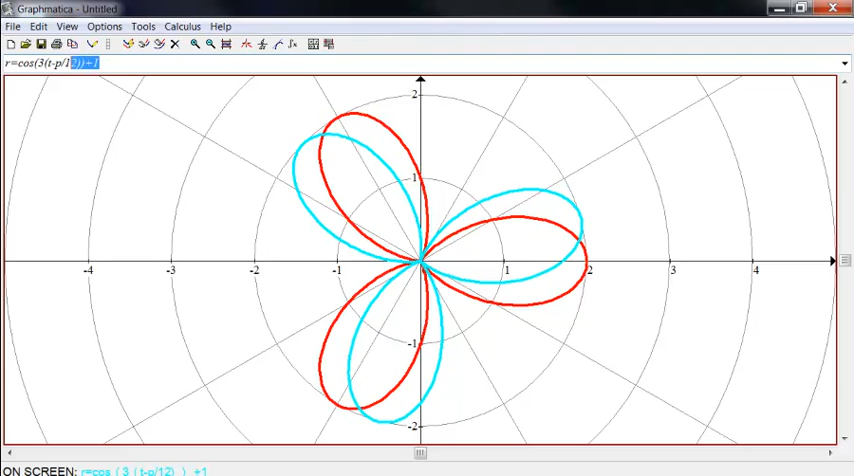 Graphmatica - Untitled
File Edit View Options Tools Calculus Help
r=cos(3(t-p/12))+1
2
1
-4 -3 -2 -1 1 2 3 4
-1
-2
ON SCREEN: r=cos ( 3 ( t-p/12) ) +1